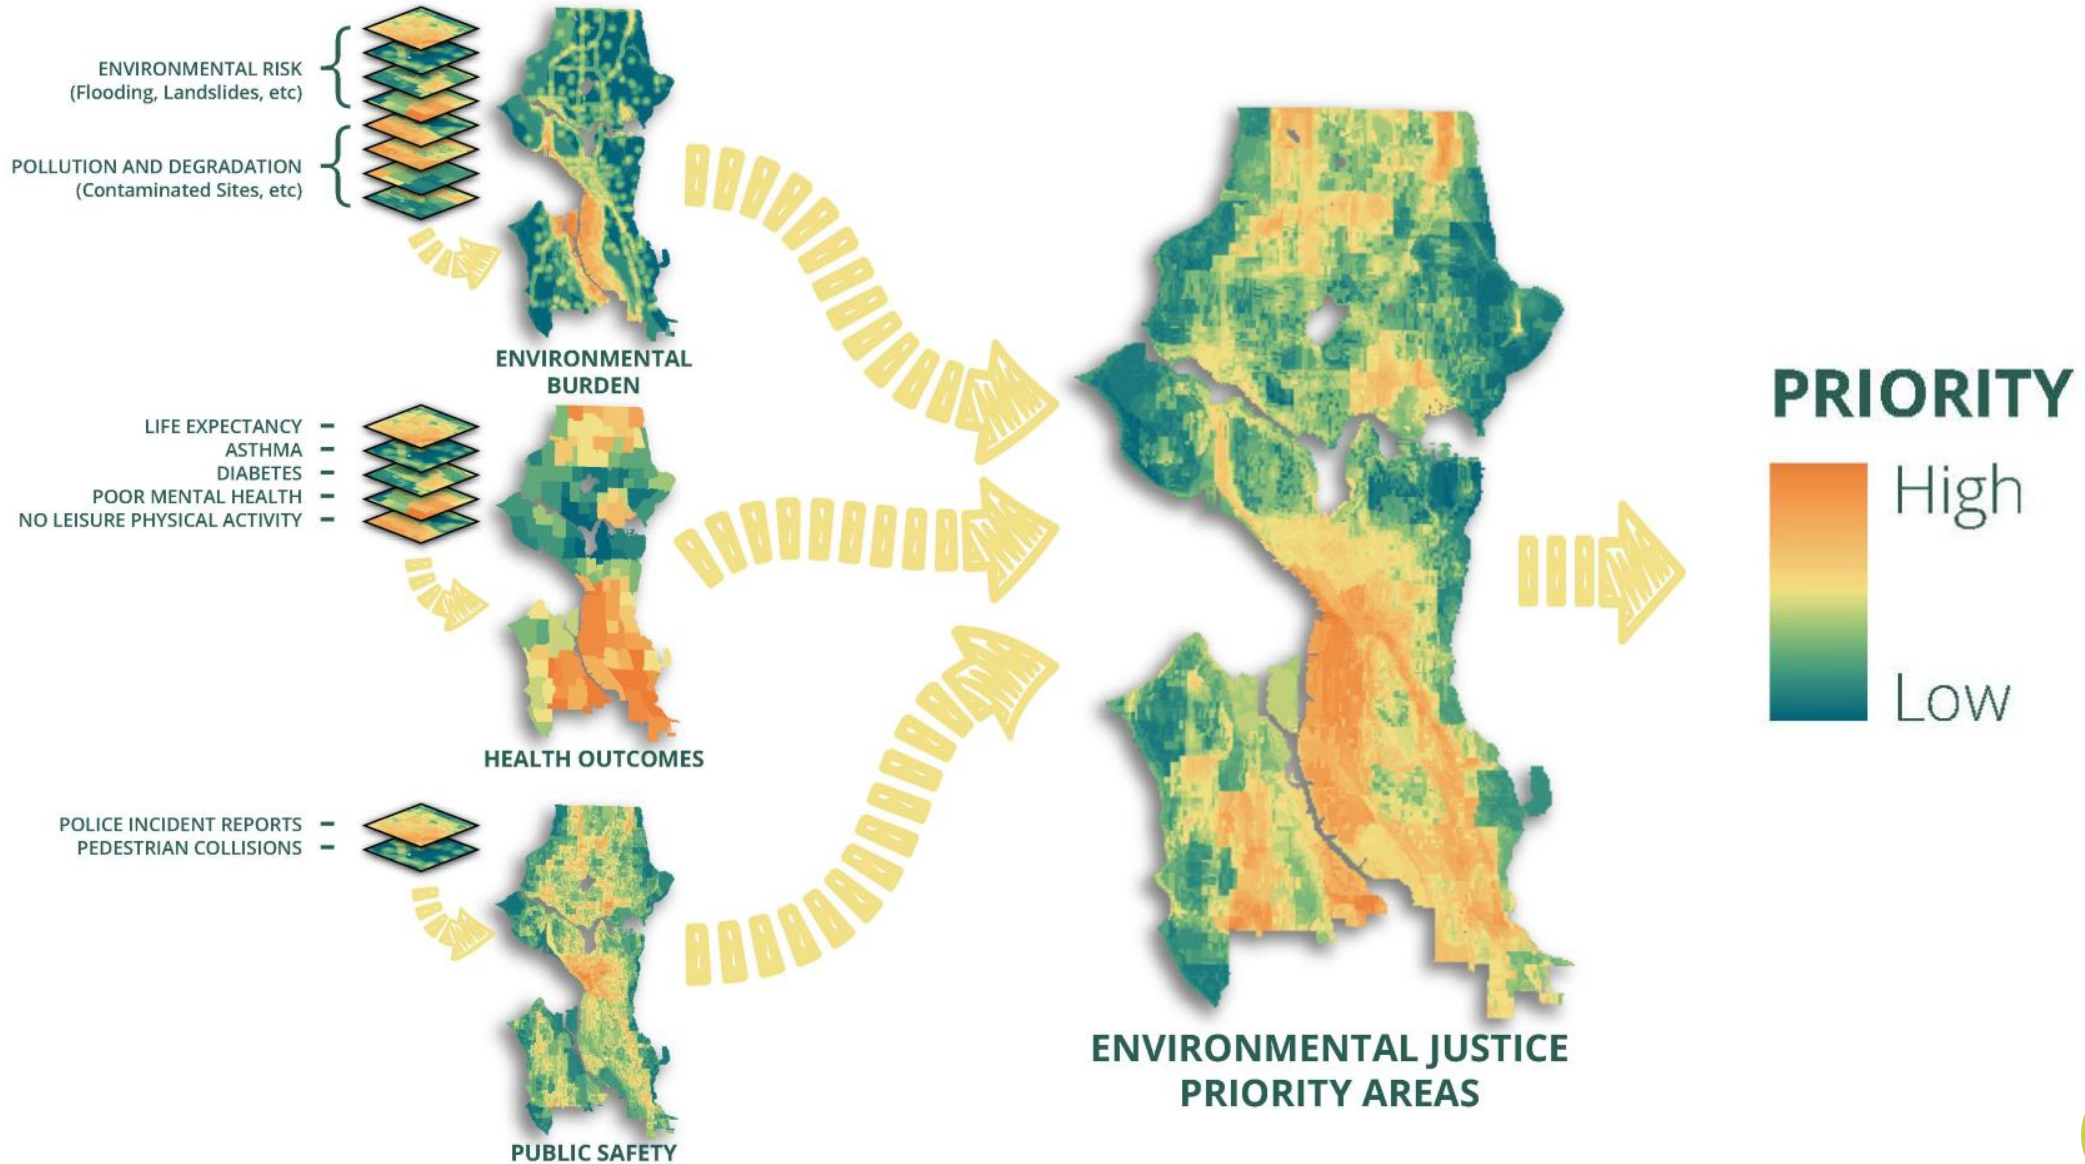 ENVIRONMENTAL RISK
(Flooding, Landslides, etc)
POLLUTION AND DEGRADATION
(Contaminated Sites, etc)
ENVIRONMENTAL
BURDEN
LIFE EXPECTANCY
ASTHMA
DIABETES
POOR MENTAL HEALTH
NO LEISURE PHYSICAL ACTIVITY
HEALTH OUTCOMES
POLICE INCIDENT REPORTS
PEDESTRIAN COLLISIONS
PUBLIC SAFETY
ENVIRONMENTAL JUSTICE
PRIORITY AREAS
PRIORITY
High
Low